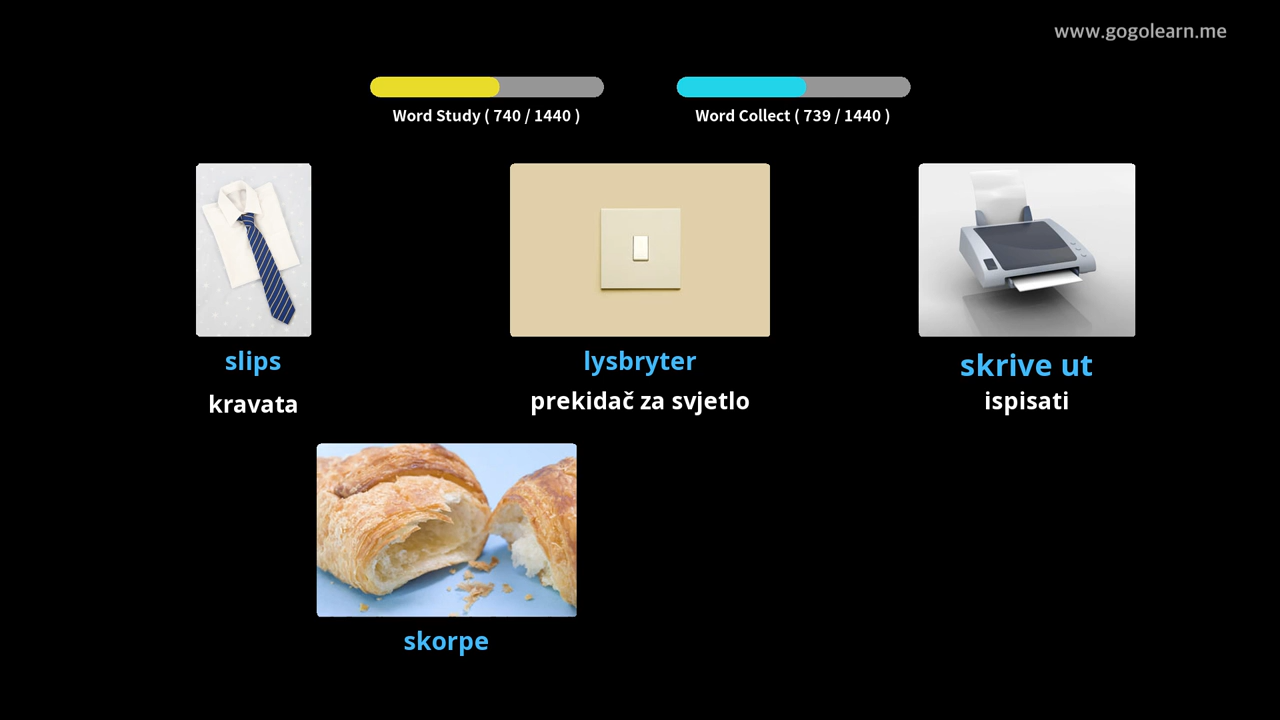 www.gogolearn.me
Word Study ( 740 / 1440 )
Word Collect ( 739 / 1440 )
slips
lysbryter
skrive ut
kravata
prekidač za svjetlo
ispisati
skorpe